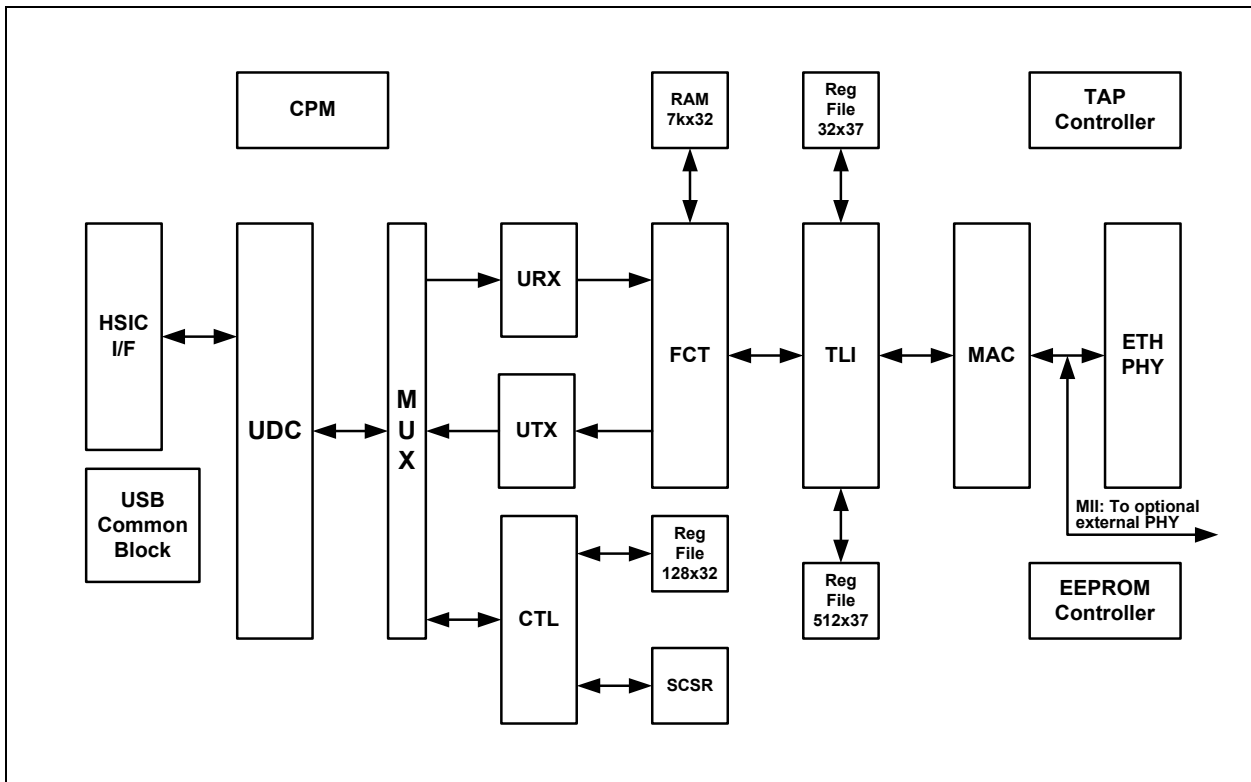 CPM
RAM
7kx32
Reg
File
32x37
TAP
Controller
HSIC
I/F
UDC
M
U
X
URX
UTX
FCT
TLI
MAC
ETH
PHY
USB
Common
Block
CTL
Reg
File
128x32
SCSR
Reg
File
512x37
MII: To optional
external PHY
EEPROM
Controller